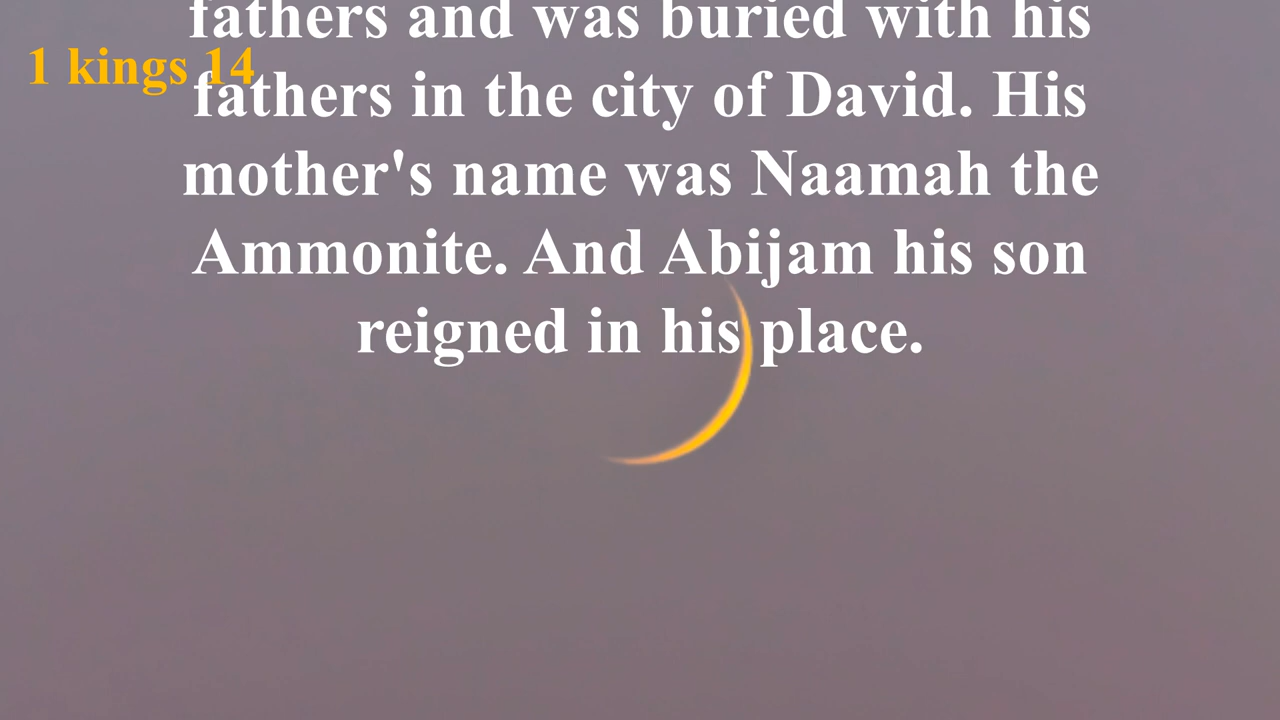 fathers and was buried with his
1 kings 14
fathers in the city of David. His
mother's name was Naamah the
Ammonite. And Abijam his son
reigned in his place.